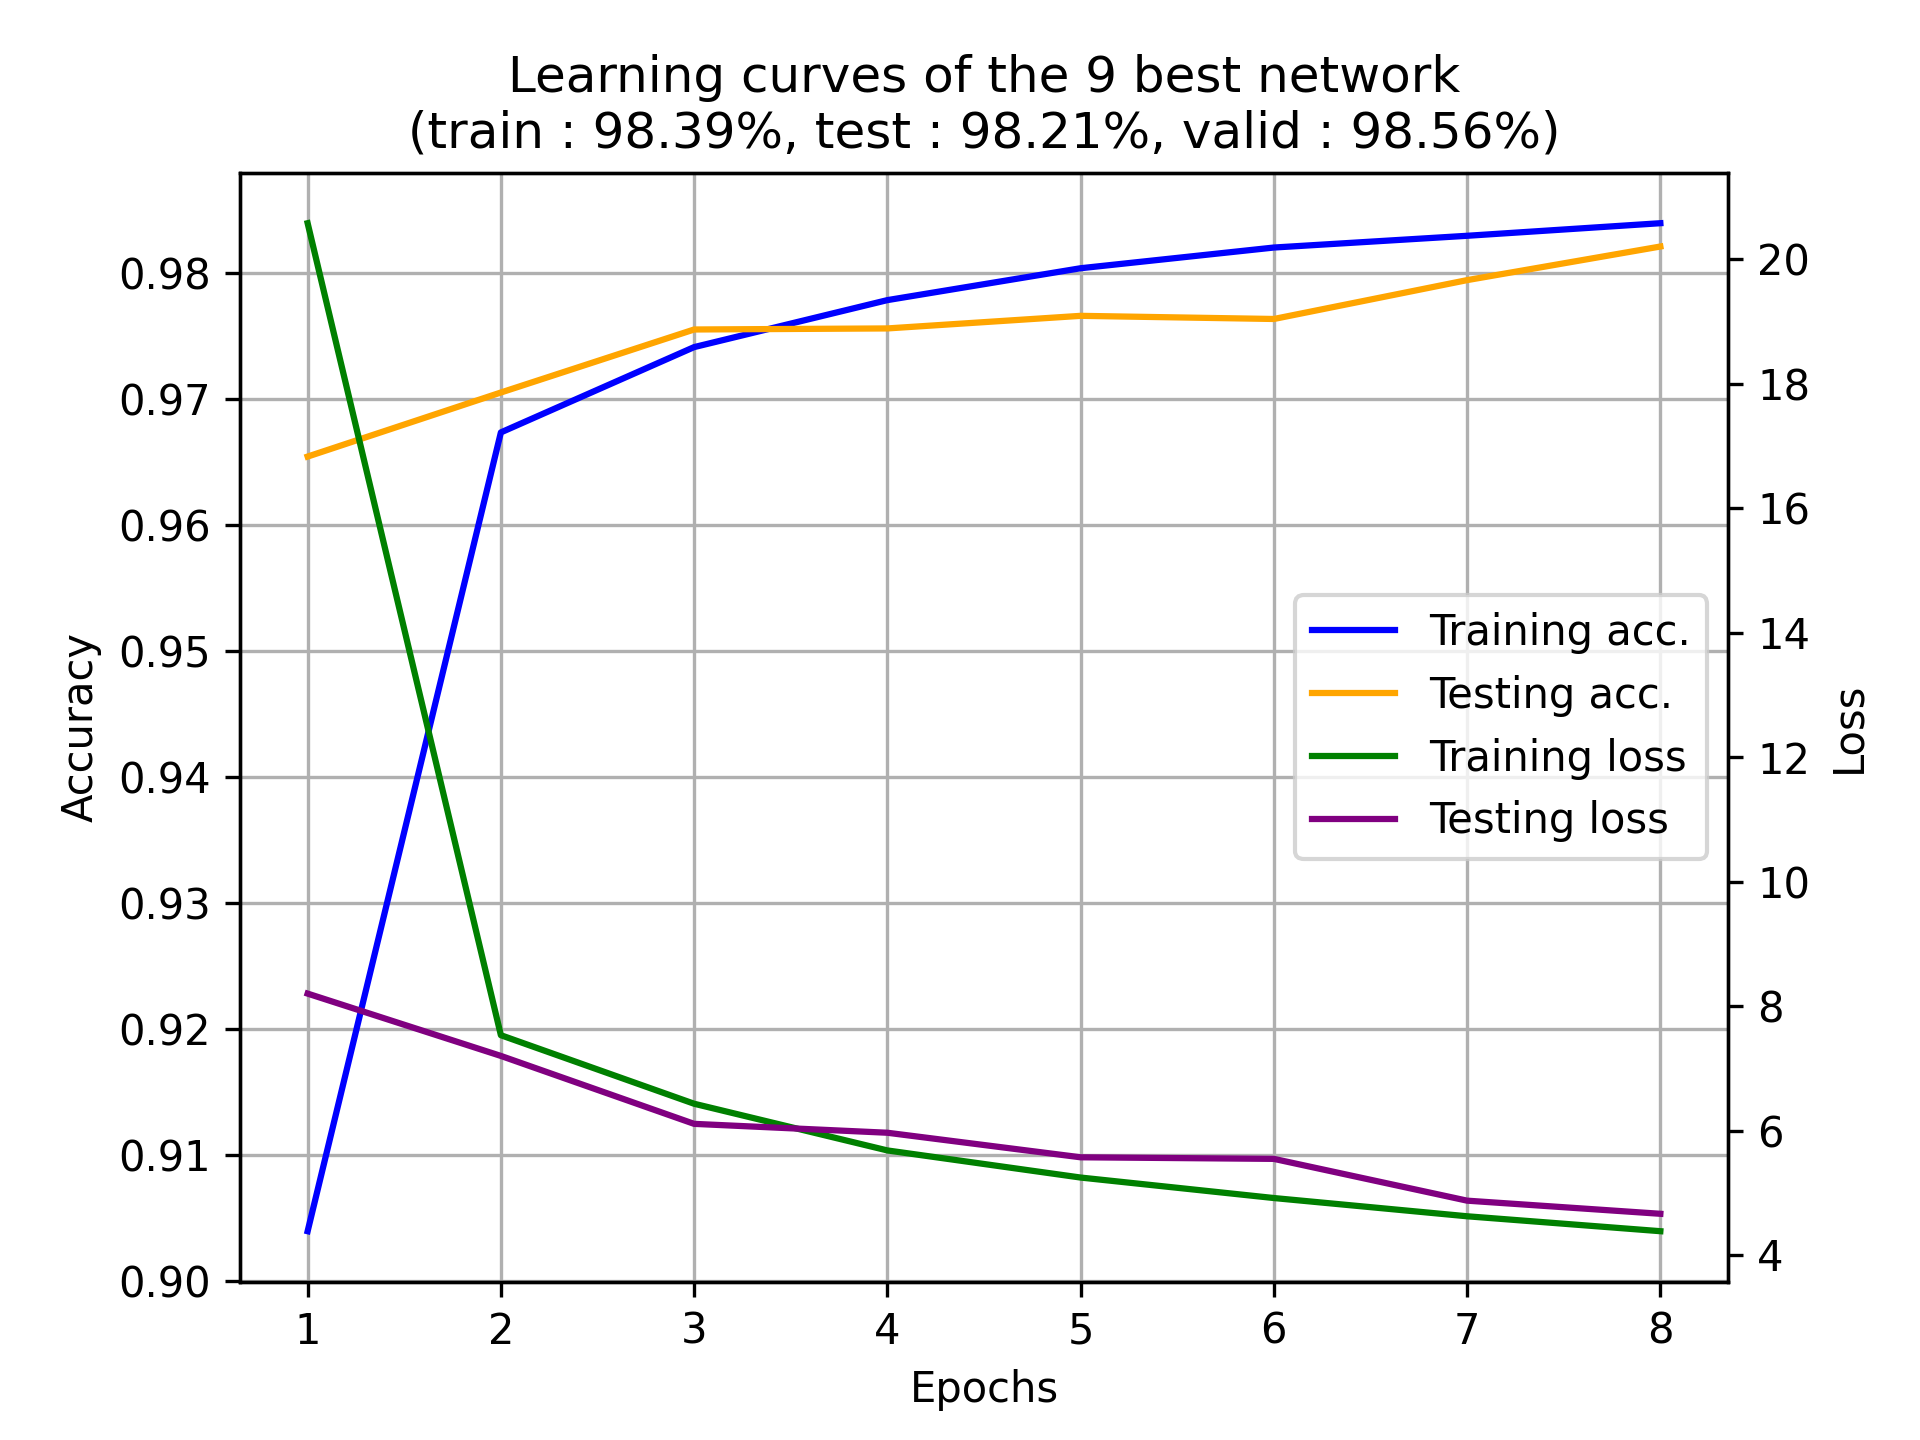 Learning curves of the 9 best network
(train : 98.39%, test : 98.21%, valid : 98.56%)
0.98
0.97
0.96
0.95
0.94
0.93
0.92
0.91
0.90
Accuracy
20
18
16
14
12
10
8
6
4
Loss
Training acc.
Testing acc.
Training loss
Testing loss
1 2 3 4 5 6 7 8
Epochs